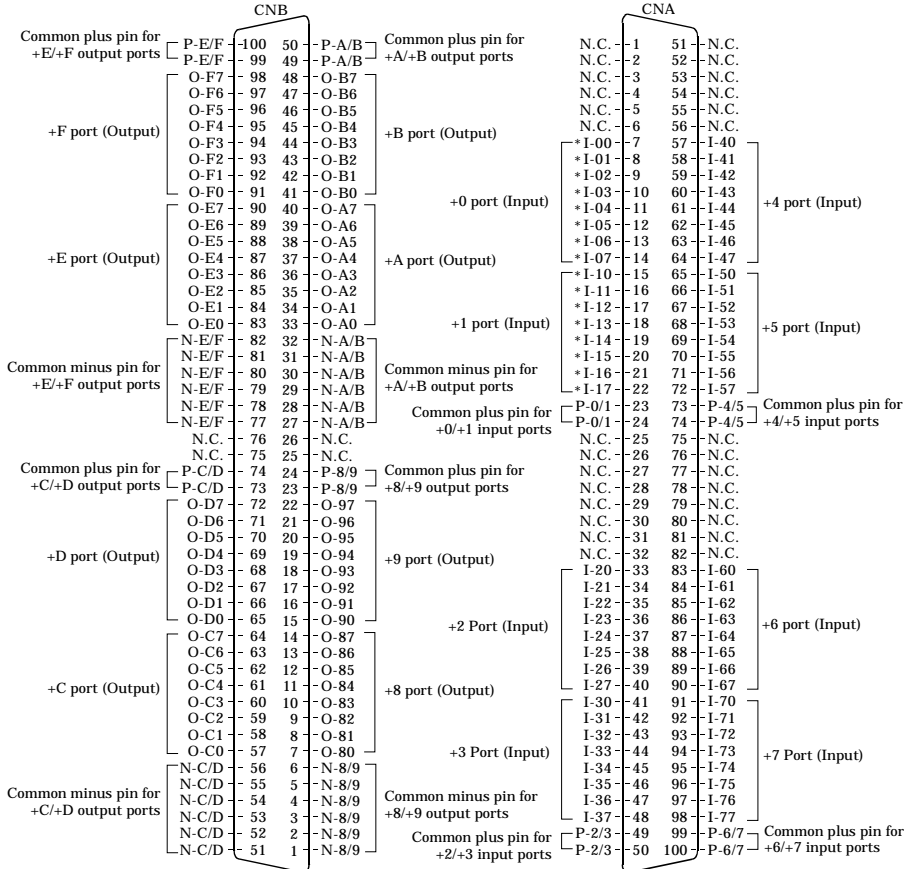 CNB
Common plus pin for
+E/+F output ports
P-E/F 100 50 P-A/B
P-E/F 99 49 P-A/B
Common plus pin for
+A/+B output ports
O-F7 98 48 O-B7
O-F6 97 47 O-B6
O-F5 96 46 O-B5
O-F4 95 45 O-B4
O-F3 94 44 O-B3
O-F2 93 43 O-B2
O-F1 92 42 O-B1
O-F0 91 41 O-B0
+F port (Output)
+B port (Output)
O-E7 90 40 O-A7
O-E6 89 39 O-A6
O-E5 88 38 O-A5
O-E4 87 37 O-A4
O-E3 86 36 O-A3
O-E2 85 35 O-A2
O-E1 84 34 O-A1
O-E0 83 33 O-A0
+E port (Output)
+A port (Output)
N-E/F 82 32 N-A/B
N-E/F 81 31 N-A/B
N-E/F 80 30 N-A/B
N-E/F 79 29 N-A/B
N-E/F 78 28 N-A/B
N-E/F 77 27 N-A/B
Common minus pin for
+E/+F output ports
Common minus pin for
+A/+B output ports
N.C. 76 26 N.C.
N.C. 75 25 N.C.
Common plus pin for
+C/+D output ports
P-C/D 74 24 P-8/9
P-C/D 73 23 P-8/9
Common plus pin for
+8/+9 output ports
O-D7 72 22 O-97
O-D6 71 21 O-96
O-D5 70 20 O-95
O-D4 69 19 O-94
O-D3 68 18 O-93
O-D2 67 17 O-92
O-D1 66 16 O-91
O-D0 65 15 O-90
+D port (Output)
+9 port (Output)
O-C7 64 14 O-87
O-C6 63 13 O-86
O-C5 62 12 O-85
O-C4 61 11 O-84
O-C3 60 10 O-83
O-C2 59 9 O-82
O-C1 58 8 O-81
O-C0 57 7 O-80
+C port (Output)
+8 port (Output)
N-C/D 56 6 N-8/9
N-C/D 55 5 N-8/9
N-C/D 54 4 N-8/9
N-C/D 53 3 N-8/9
N-C/D 52 2 N-8/9
N-C/D 51 1 N-8/9
Common minus pin for
+C/+D output ports
Common minus pin for
+8/+9 output ports
CNA
N.C. 1 51 N.C.
N.C. 2 52 N.C.
N.C. 3 53 N.C.
N.C. 4 54 N.C.
N.C. 5 55 N.C.
N.C. 6 56 N.C.
*I-00 7 57 I-40
*I-01 8 58 I-41
*I-02 9 59 I-42
*I-03 10 60 I-43
*I-04 11 61 I-44
*I-05 12 62 I-45
*I-06 13 63 I-46
*I-07 14 64 I-47
+0 port (Input)
+4 port (Input)
*I-10 15 65 I-50
*I-11 16 66 I-51
*I-12 17 67 I-52
*I-13 18 68 I-53
*I-14 19 69 I-54
*I-15 20 70 I-55
*I-16 21 71 I-56
*I-17 22 72 I-57
+1 port (Input)
+5 port (Input)
Common plus pin for
+0/+1 input ports
P-0/1 23 73 P-4/5
P-0/1 24 74 P-4/5
Common plus pin for
+4/+5 input ports
N.C. 25 75 N.C.
N.C. 26 76 N.C.
N.C. 27 77 N.C.
N.C. 28 78 N.C.
N.C. 29 79 N.C.
N.C. 30 80 N.C.
N.C. 31 81 N.C.
N.C. 32 82 N.C.
I-20 33 83 I-60
I-21 34 84 I-61
I-22 35 85 I-62
I-23 36 86 I-63
I-24 37 87 I-64
I-25 38 88 I-65
I-26 39 89 I-66
I-27 40 90 I-67
+2 Port (Input)
+6 port (Input)
I-30 41 91 I-70
I-31 42 92 I-71
I-32 43 93 I-72
I-33 44 94 I-73
I-34 45 95 I-74
I-35 46 96 I-75
I-36 47 97 I-76
I-37 48 98 I-77
+3 Port (Input)
+7 Port (Input)
Common plus pin for
+2/+3 input ports
P-2/3 49 99 P-6/7
P-2/3 50 100 P-6/7
Common plus pin for
+6/+7 input ports